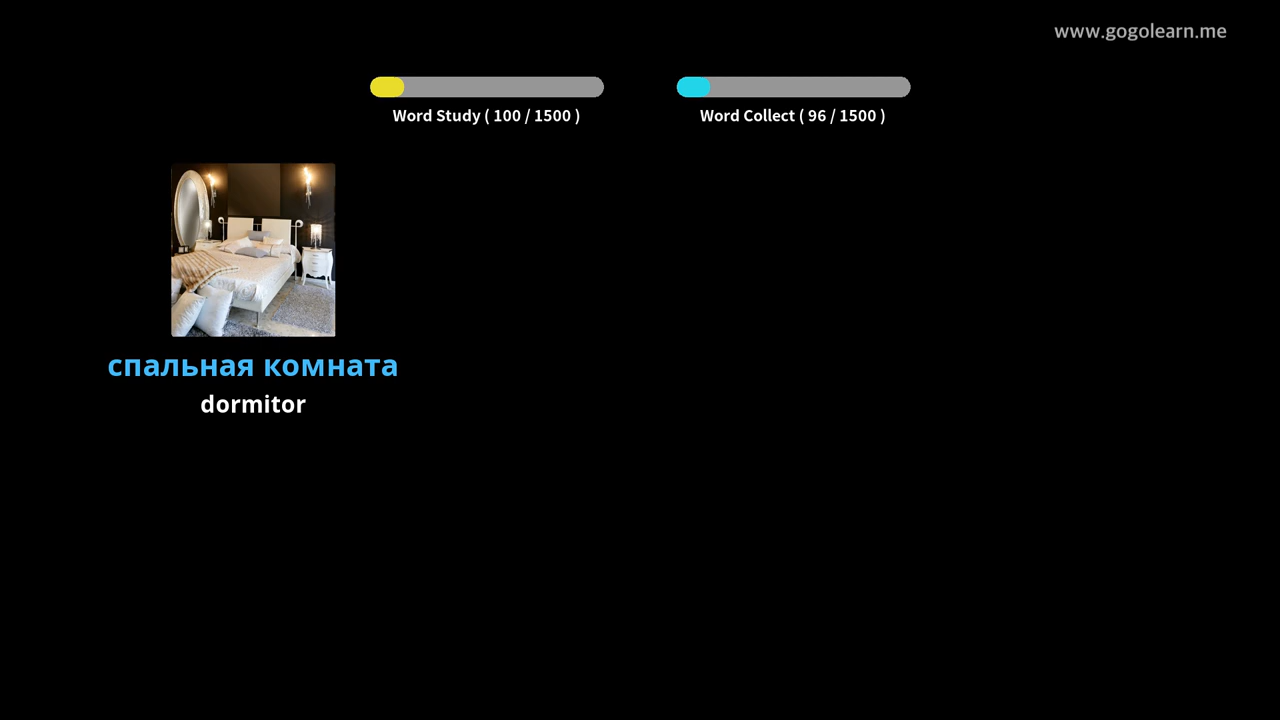 www.gogolearn.me
Word Study ( 100 / 1500 )
Word Collect ( 96 / 1500 )
спальная комната
dormitor